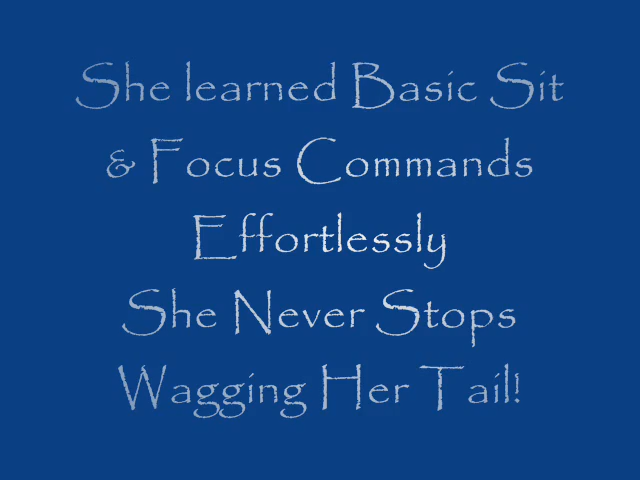 She learned Basic Sit
& Focus Commands
Effortlessly
She Never Stops
Wagging Her Tail!